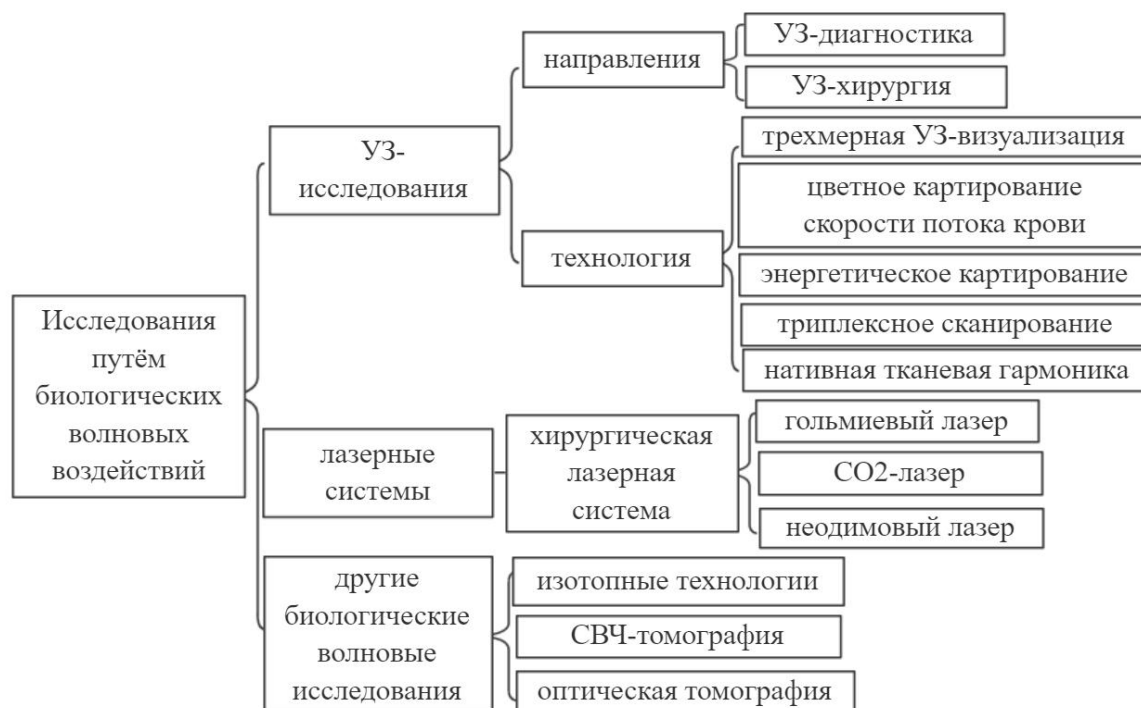 Исследования
путём
биологических
волновых
воздействий
УЗ-
исследования
направления
УЗ-диагностика
УЗ-хирургия
технология
трехмерная УЗ-визуализация
цветное картирование
скорости потока крови
энергетическое картирование
триплексное сканирование
нативная тканевая гармоника
лазерные
системы
хирургическая
лазерная
система
гольмиевый лазер
СО2-лазер
неодимовый лазер
другие
биологические
волновые
исследования
изотопные технологии
СВЧ-томография
оптическая томография